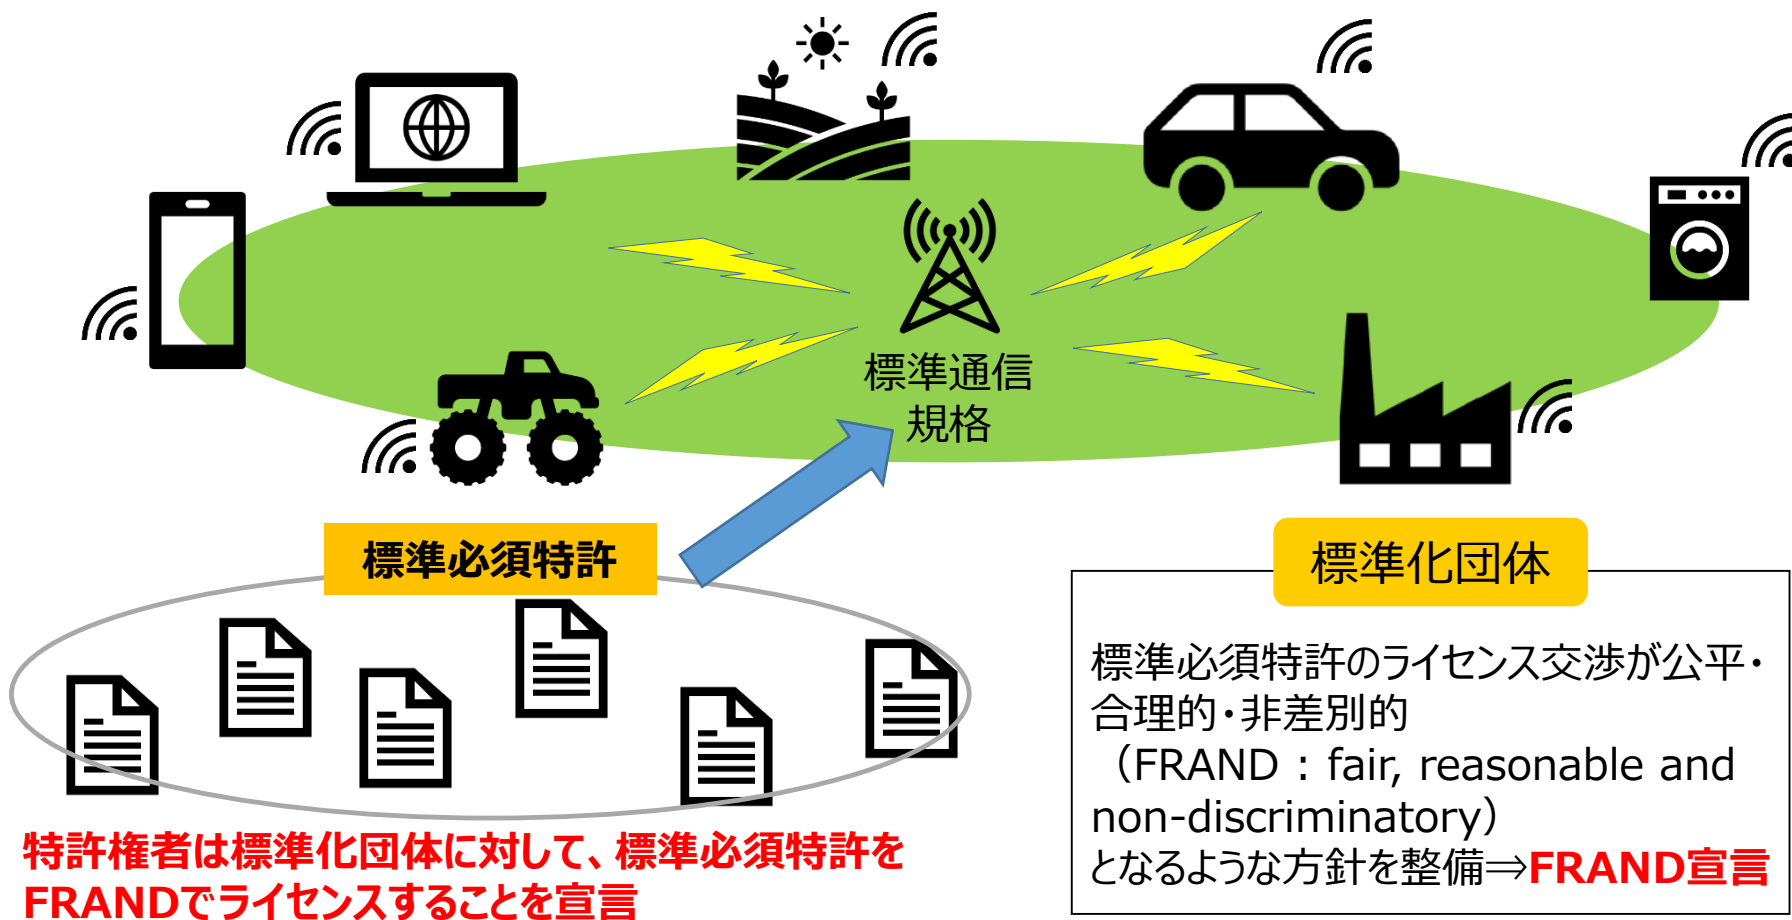 標準通信
規格
標準必須特許
標準化団体
標準必須特許のライセンス交渉が公平・
合理的・非差別的
（FRAND：fair, reasonable and
non-discriminatory）
となるような方針を整備⇒FRAND宣言
特許権者は標準化団体に対して、標準必須特許を
FRANDでライセンスすることを宣言